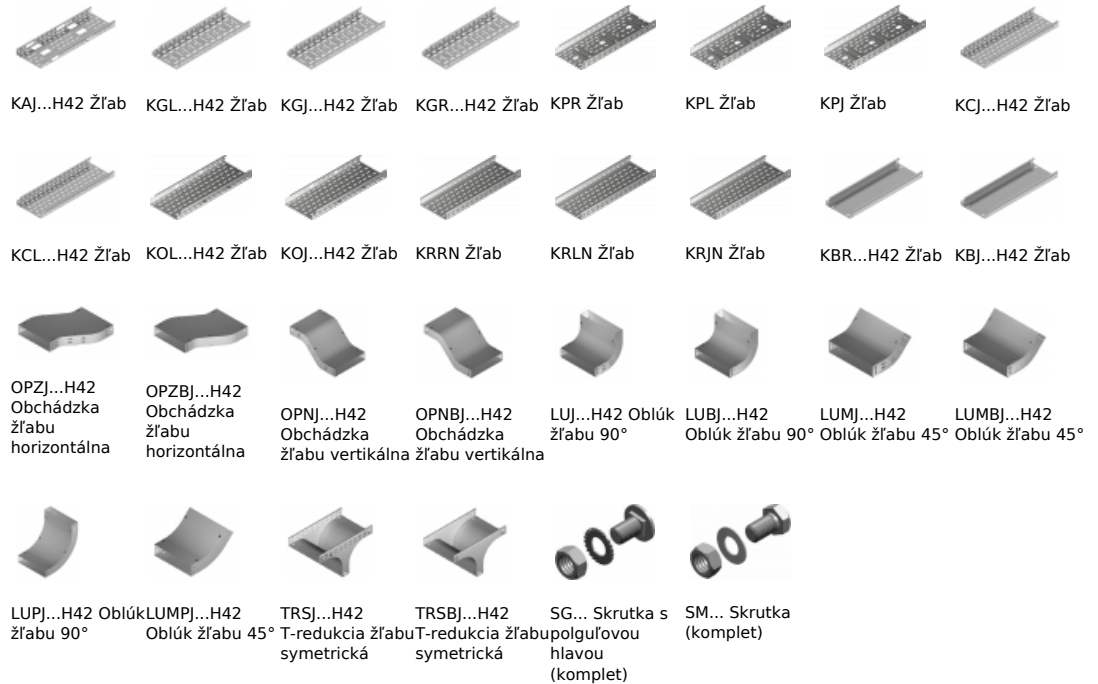 KAJ...H42 Žľab
KGL...H42 Žľab
KGJ...H42 Žľab
KGR...H42 Žľab
KPR Žľab
KPL Žľab
KPJ Žľab
KCJ...H42 Žľab
KCL...H42 Žľab
KOL...H42 Žľab
KOJ...H42 Žľab
KRRN Žľab
KRLN Žľab
KRJN Žľab
KBR...H42 Žľab
KBJ...H42 Žľab
OPZJ...H42
Obchádzka
žľabu
horizontálna
OPZBJ...H42
Obchádzka
žľabu
horizontálna
OPNJ...H42
Obchádzka
žľabu vertikálna
OPNBJ...H42
Obchádzka
žľabu vertikálna
LUJ...H42 Oblúk
žľabu 90°
LUBJ...H42
Oblúk žľabu 90°
LUMJ...H42
Oblúk žľabu 45°
LUMBJ...H42
Oblúk žľabu 45°
LUPJ...H42 Oblúk
žľabu 90°
LUMPJ...H42
Oblúk žľabu 45°
TRSJ...H42
T-redukcia žľabu
symetrická
TRSBJ...H42
T-redukcia žľabu
symetrická
SG... Skrutka s
polguľovou
hlavou
(komplet)
SM... Skrutka
(komplet)